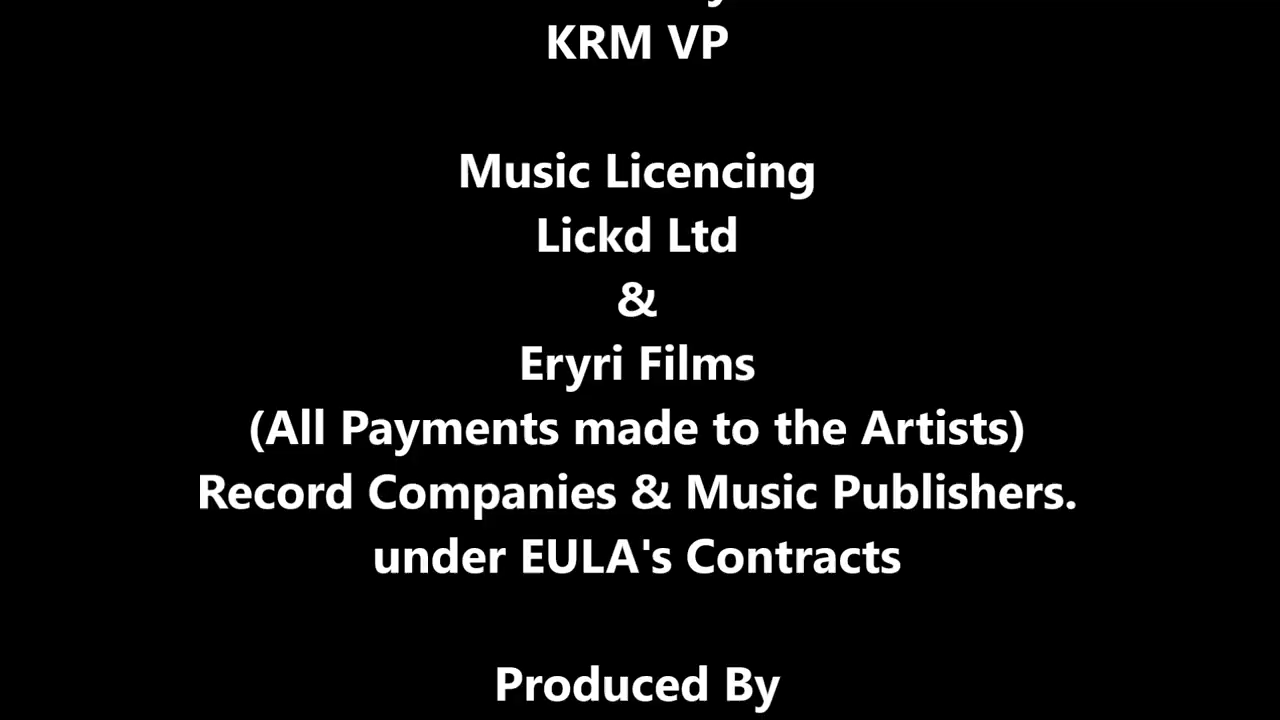 KRM VP
Music Licencing
Lickd Ltd
&
Eryri Films
(All Payments made to the Artists)
Record Companies & Music Publishers.
under EULA's Contracts
Produced By